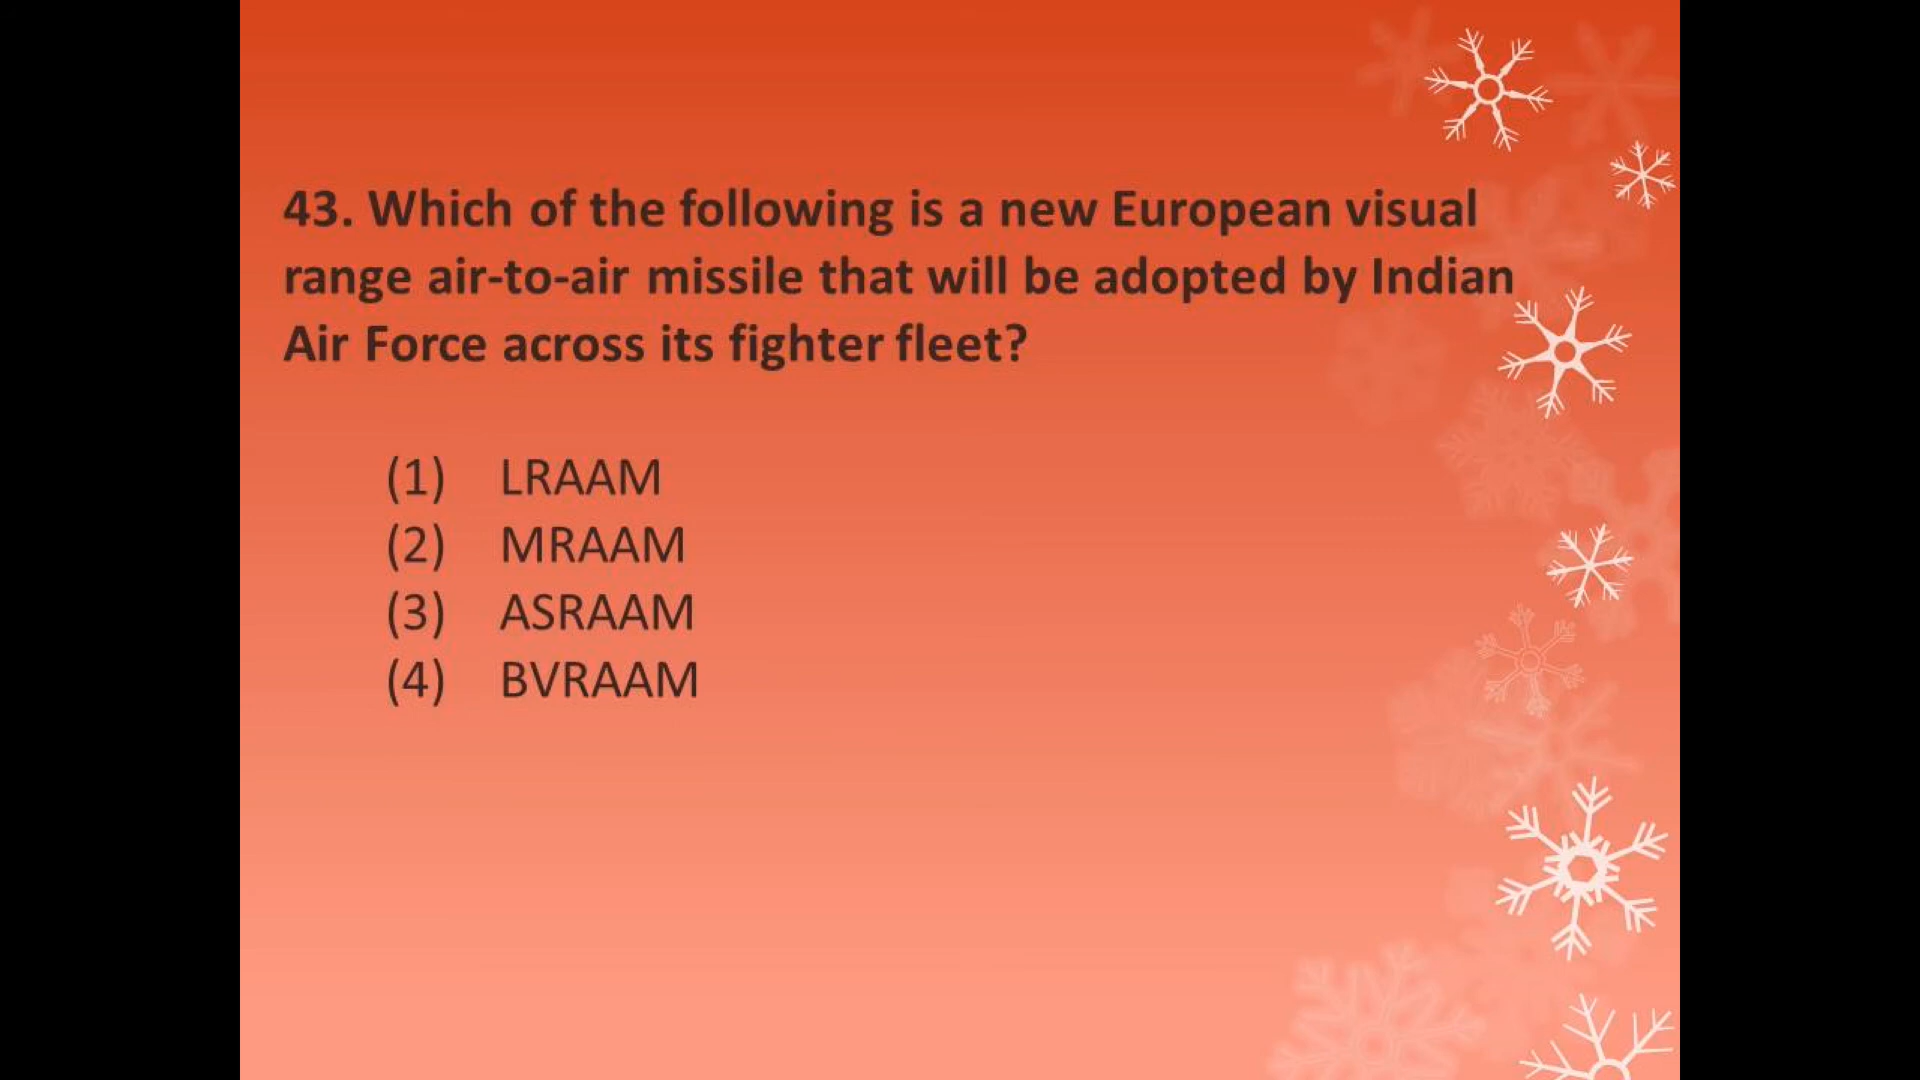 43. Which of the following is a new European visual
range air-to-air missile that will be adopted by Indian
Air Force across its fighter fleet?
(1) LRAAM
(2) MRAAM
(3) ASRAAM
(4) BVRAAM